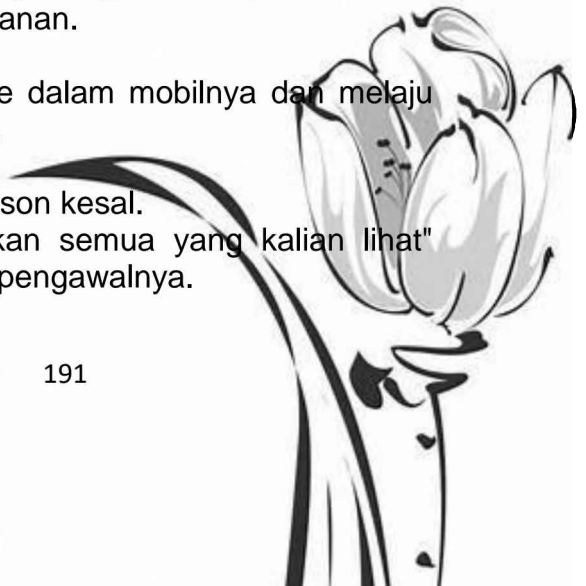 anan.
e dalam mobilnya dan melaju
son kesal.
kan semua yang kalian lihat"
pengawalnya.
191